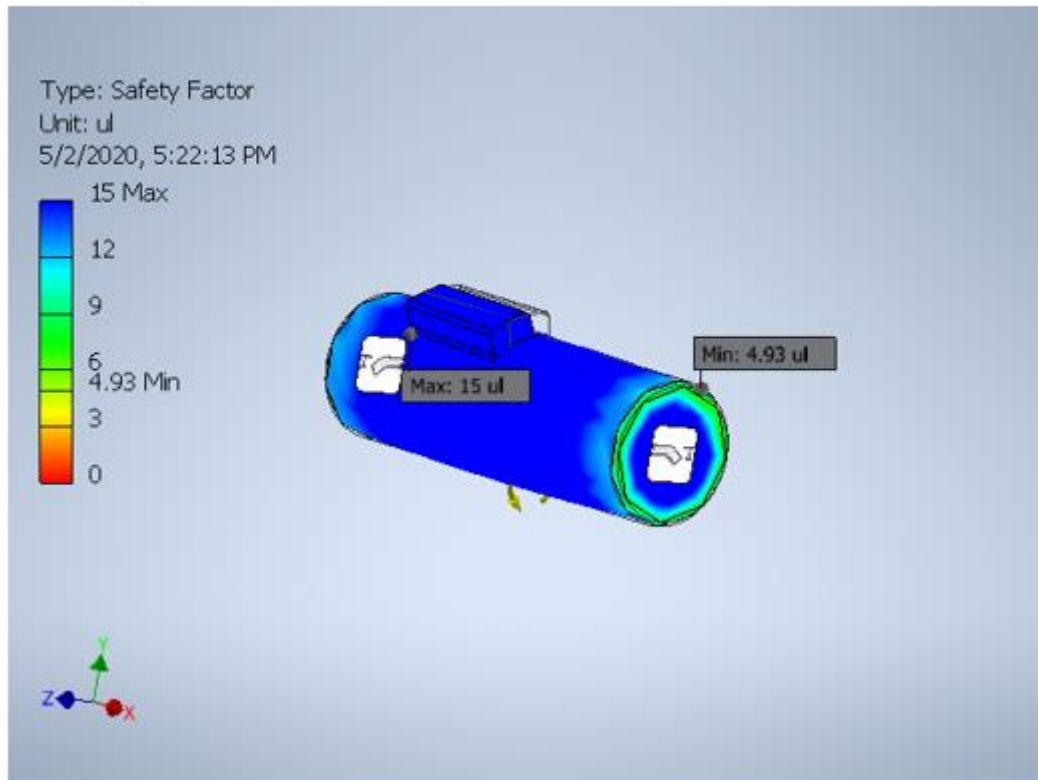 Type: Safety Factor
Unit: ul
5/2/2020, 5:22:13 PM
15 Max
12
9
6
4.93 Min
3
0
Max: 15 ul
Min: 4.93 ul
Y
Z
X